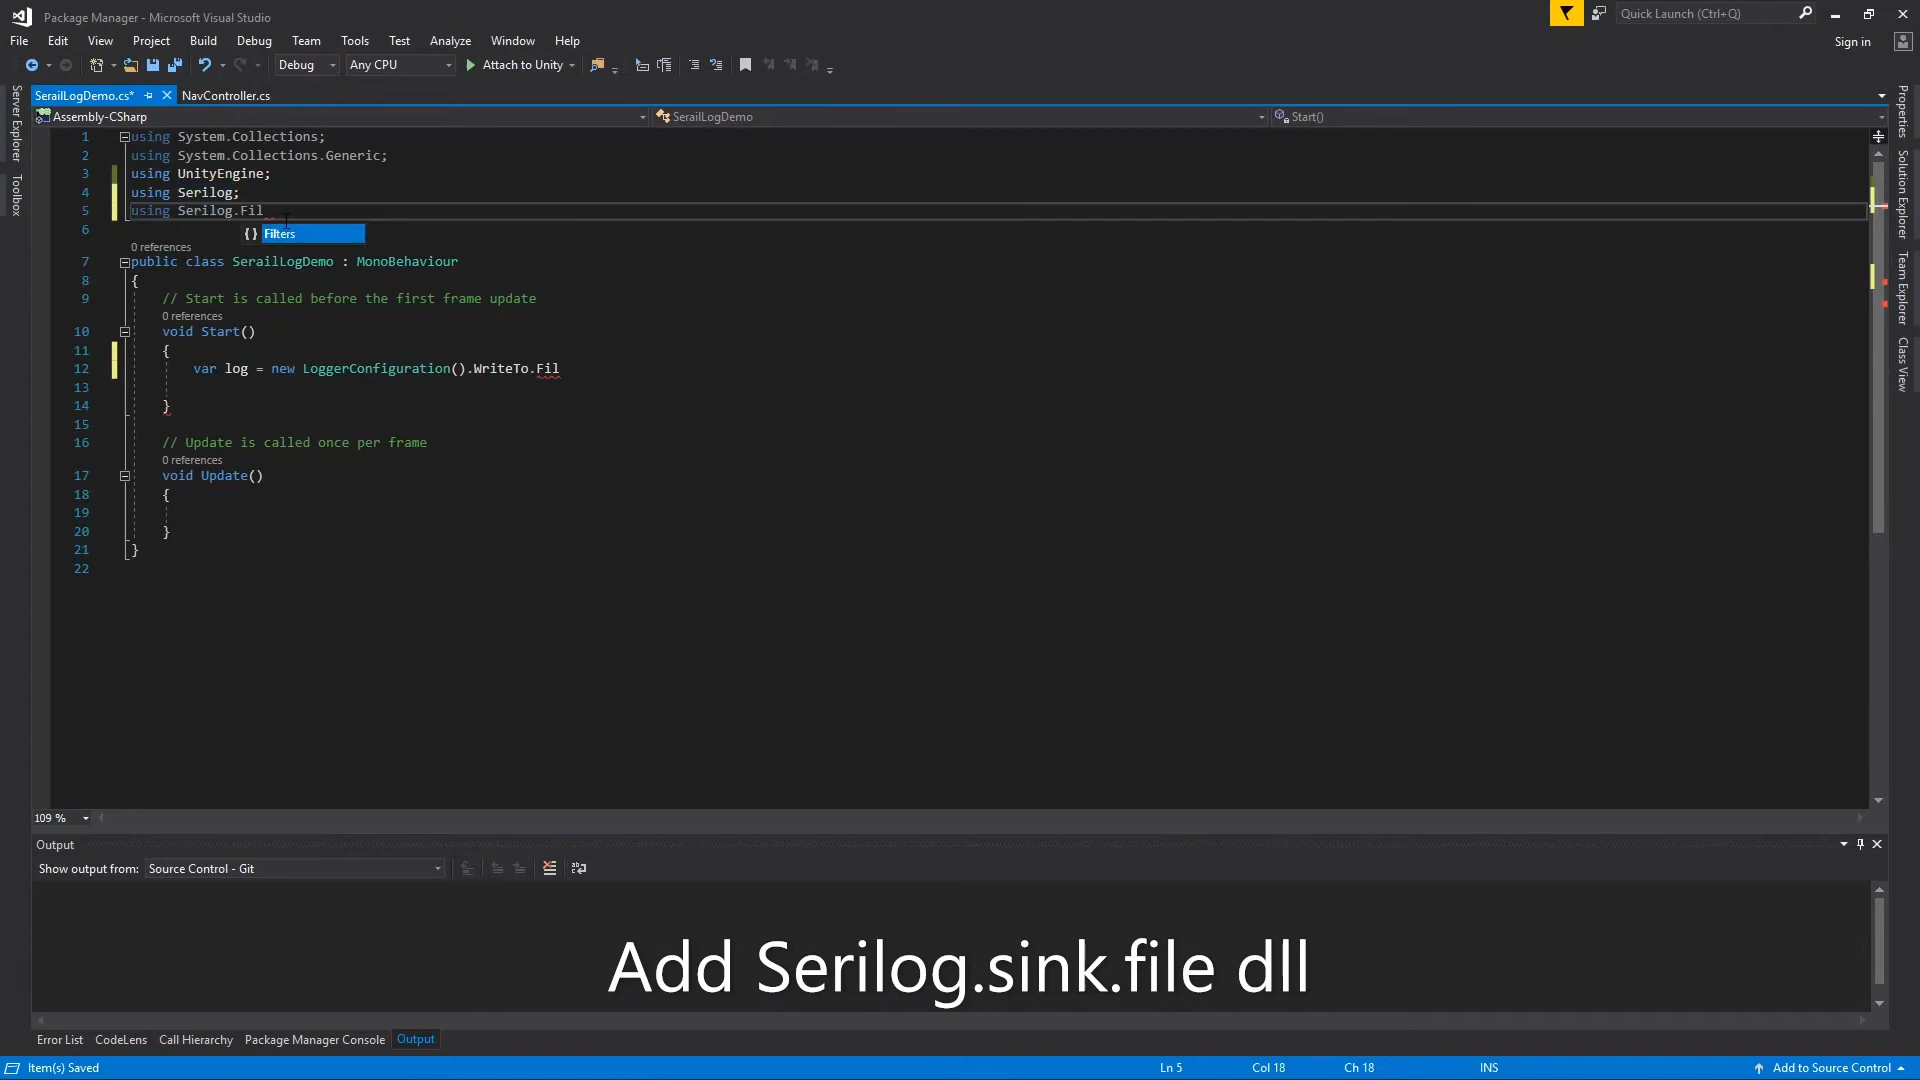 Package Manager - Microsoft Visual Studio
Quick Launch (Ctrl+Q)
File Edit View Project Build Debug Team Tools Test Analyze Window Help
Sign in
Debug Any CPU Attach to Unity
SerailLogDemo.cs* NavController.cs
Assembly-CSharp SerailLogDemo Start()
Server Explorer
Toolbox
Properties
Solution Explorer
Team Explorer
Class View
1 using System.Collections;
2 using System.Collections.Generic;
3 using UnityEngine;
4 using Serilog;
5 using Serilog.Fil
6 {} Filters
0 references
7 public class SerailLogDemo : MonoBehaviour
8 {
9 // Start is called before the first frame update
0 references
10 void Start()
11 {
12 var log = new LoggerConfiguration().WriteTo.Fil
13
14 }
15
16 // Update is called once per frame
0 references
17 void Update()
18 {
19
20 }
21 }
22
109 %
Output
Show output from: Source Control - Git
Add Serilog.sink.file dll
Error List CodeLens Call Hierarchy Package Manager Console Output
Item(s) Saved Ln 5 Col 18 Ch 18 INS Add to Source Control